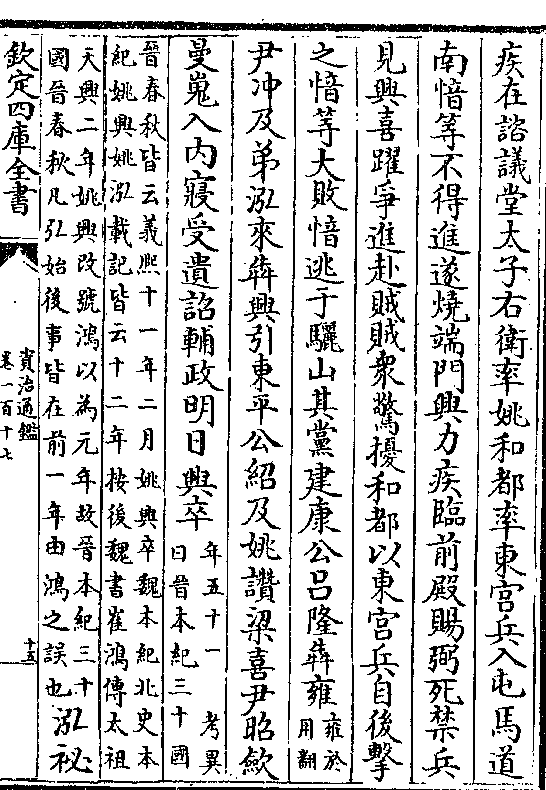 疾在諮議堂太子右衛率姚和都率東宫兵入屯馬道
南愔等不得進遂燒端門興力疾臨前殿賜弼死禁兵
見興喜躍爭進赴賊賊衆驚擾和都以東宫兵自後擊
之愔等大敗愔逃于驪山其黨建康公吕隆犇雍雍於
用翻
尹冲及弟泓來犇興引東平公紹及姚讚梁喜尹昭歛
曼嵬入内寢受遺詔輔政明日興卒年五十一　考異
曰晉本紀三十國
晉春秋皆云義熙十一年二月姚興卒魏本紀北史本
紀姚興姚泓載記皆云十二年按後魏書崔鴻傳太祖
天興二年姚興改號鴻以為元年故晉本紀三十
國晉春秋凡弘始後事皆在前一年由鴻之誤也泓祕
欽定四庫全書
資治通鑑
卷一百十七
十五